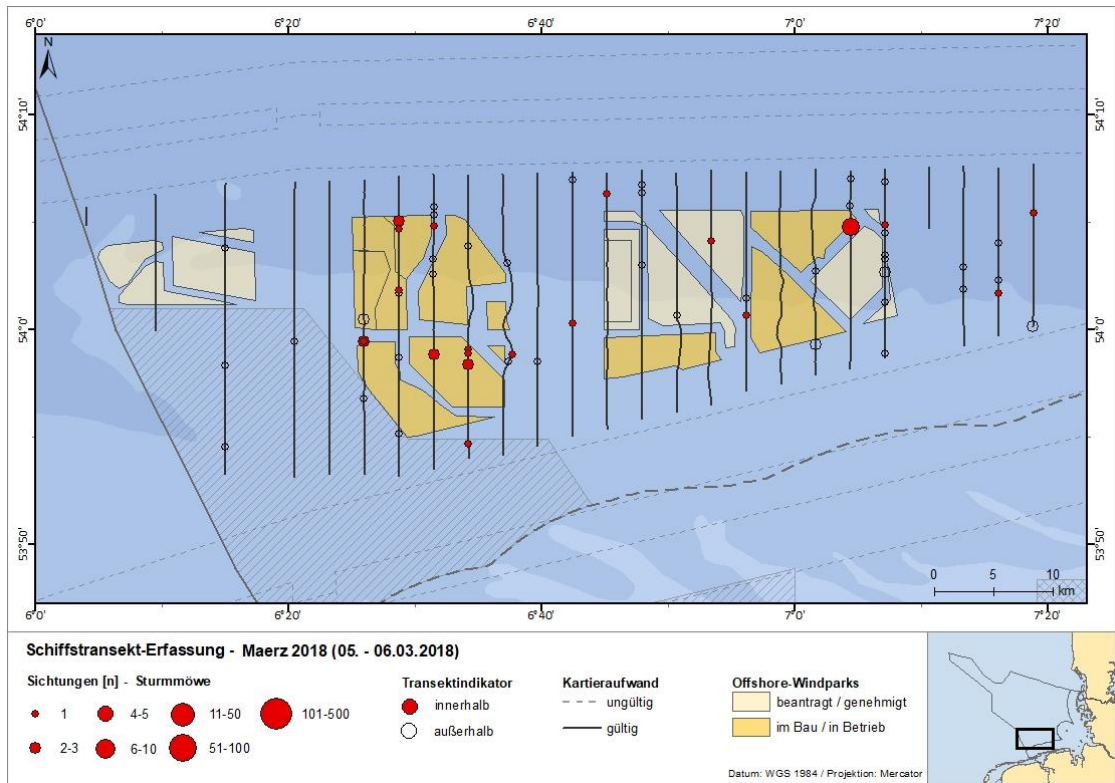 6°0' 6°20' 6°40' 7°0' 7°20'
N
54°10' 54°10'
54°0' 54°0'
53°50' 53°50'
0 5 10
km
6°0' 6°20' 6°40' 7°0' 7°20'
Schiffstransekt-Erfassung - Maerz 2018 (05. - 06.03.2018)
Sichtungen [n] - Sturmmöwe
1 4-5 11-50 101-500
2-3 6-10 51-100
Transektindikator
innerhalb
außerhalb
Kartieraufwand
ungültig
gültig
Offshore-Windparks
beantragt / genehmigt
im Bau / in Betrieb
Datum: WGS 1984 / Projektion: Mercator